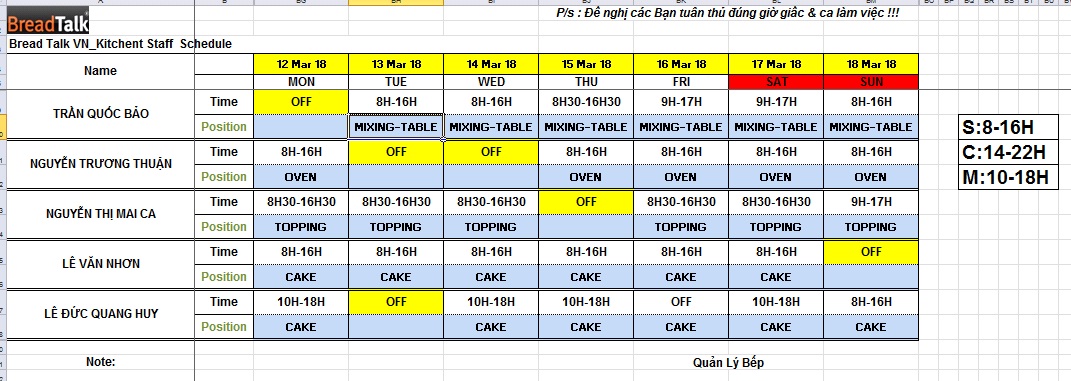 P/s : Đề nghị các Bạn tuân thủ đúng giờ giấc & ca làm việc !!!
BreadTalk
Bread Talk VN_Kitchent Staff Schedule
Name 12 Mar 18 13 Mar 18 14 Mar 18 15 Mar 18 16 Mar 18 17 Mar 18 18 Mar 18
MON TUE WED THU FRI SAT SUN
TRẦN QUỐC BẢO Time OFF 8H-16H 8H-16H 8H30-16H30 9H-17H 9H-17H 8H-16H
Position MIXING-TABLE MIXING-TABLE MIXING-TABLE MIXING-TABLE MIXING-TABLE MIXING-TABLE
NGUYỄN TRƯƠNG THUẬN Time 8H-16H OFF OFF 8H-16H 8H-16H 8H-16H 8H-16H
Position OVEN OVEN OVEN OVEN OVEN
NGUYỄN THỊ MAI CA Time 8H30-16H30 8H30-16H30 8H30-16H30 OFF 8H30-16H30 8H30-16H30 9H-17H
Position TOPPING TOPPING TOPPING TOPPING TOPPING TOPPING
LÊ VĂN NHƠN Time 8H-16H 8H-16H 8H-16H 8H-16H 8H-16H 8H-16H OFF
Position CAKE CAKE CAKE CAKE CAKE CAKE
LÊ ĐỨC QUANG HUY Time 10H-18H OFF 10H-18H 10H-18H OFF 10H-18H 8H-16H
Position CAKE CAKE CAKE CAKE CAKE CAKE
Note: Quản Lý Bếp
S:8-16H
C:14-22H
M:10-18H